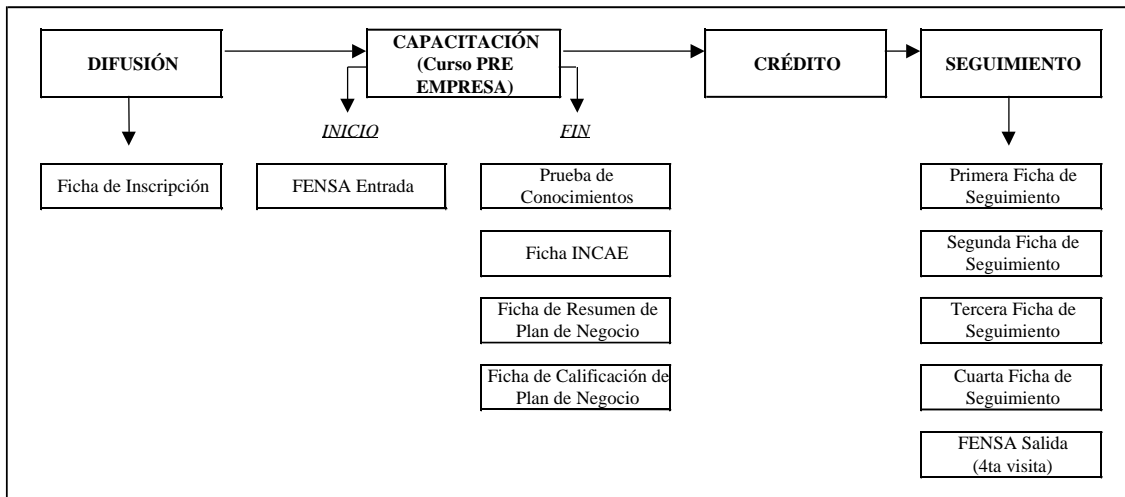 DIFUSIÓN
CAPACITACIÓN
(Curso PRE
EMPRESA)
CRÉDITO
SEGUIMIENTO
INICIO
FIN
Ficha de Inscripción
FENSA Entrada
Prueba de
Conocimientos
Ficha INCAE
Ficha de Resumen de
Plan de Negocio
Ficha de Calificación de
Plan de Negocio
Primera Ficha de
Seguimiento
Segunda Ficha de
Seguimiento
Tercera Ficha de
Seguimiento
Cuarta Ficha de
Seguimiento
FENSA Salida
(4ta visita)